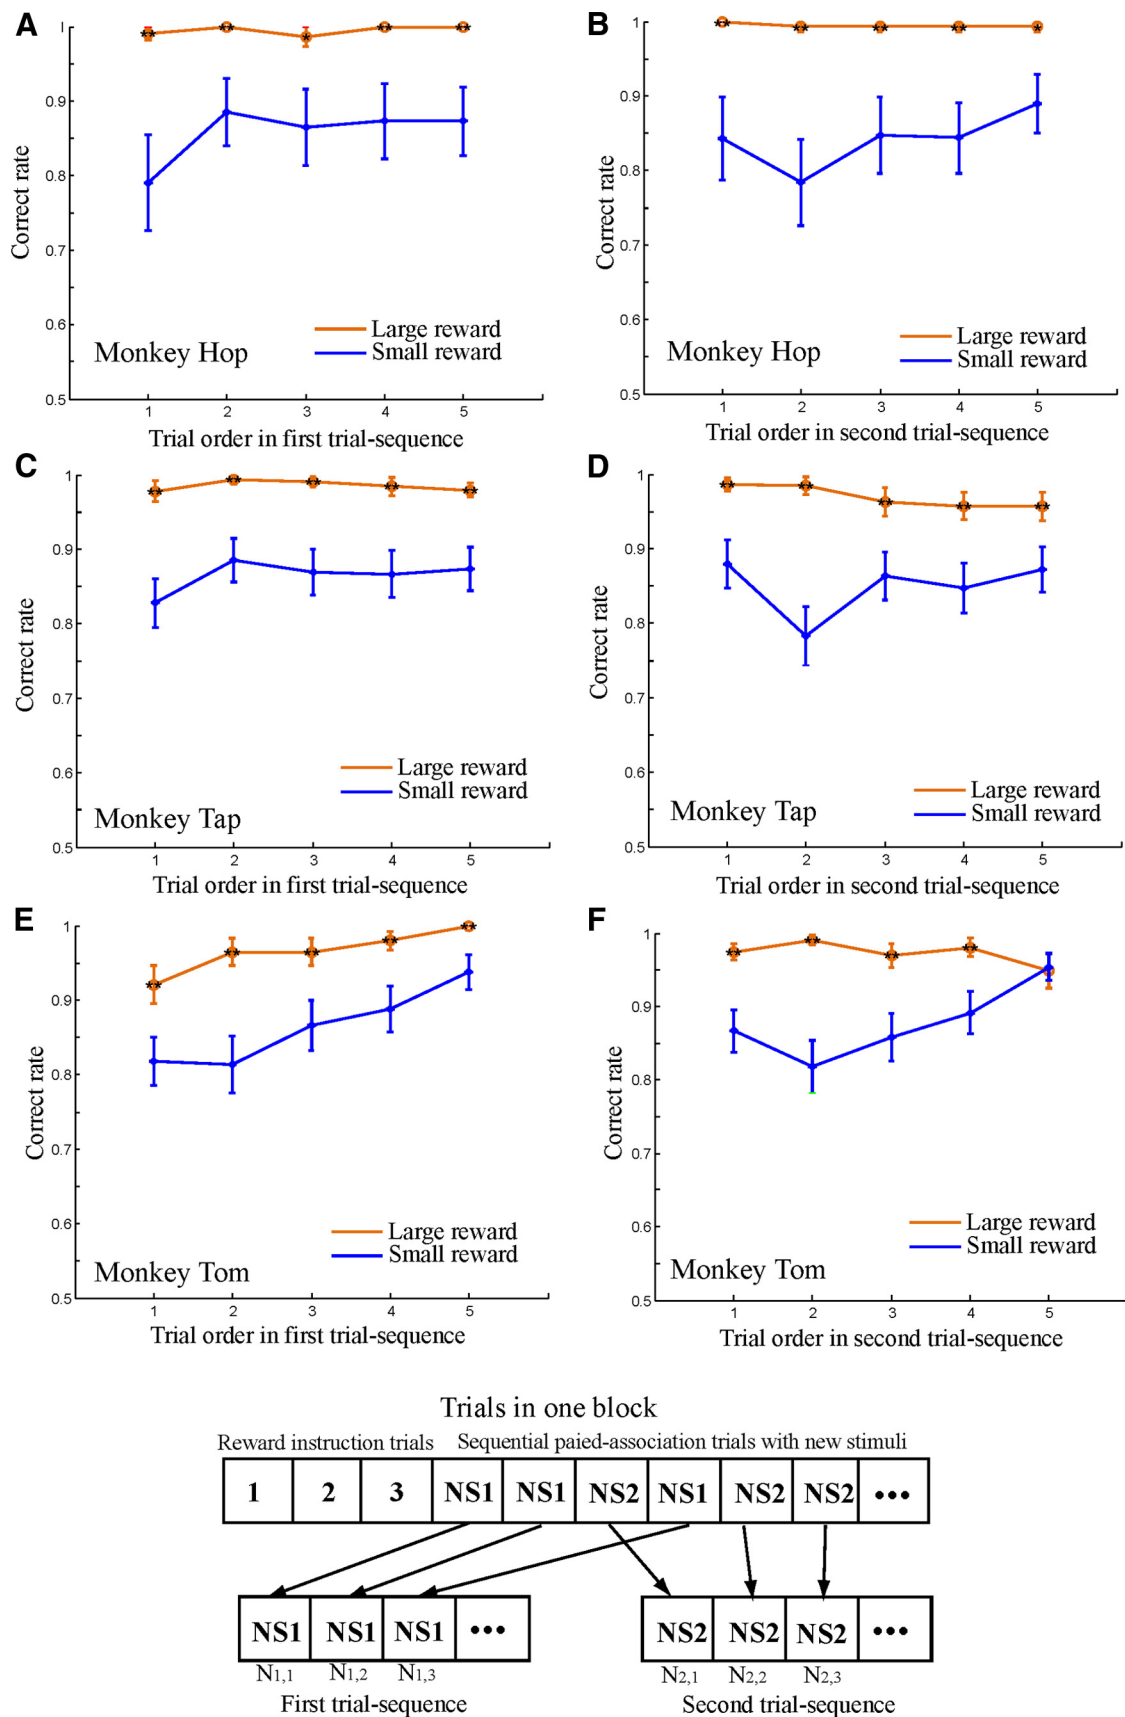 A
1
0.9
0.8
0.7
0.6
0.5
Correct rate
Large reward
Small reward
Monkey Hop
1 2 3 4 5
Trial order in first trial-sequence
B
1
0.9
0.8
0.7
0.6
0.5
Correct rate
Large reward
Small reward
Monkey Hop
1 2 3 4 5
Trial order in second trial-sequence
C
1
0.9
0.8
0.7
0.6
0.5
Correct rate
Large reward
Small reward
Monkey Tap
1 2 3 4 5
Trial order in first trial-sequence
D
1
0.9
0.8
0.7
0.6
0.5
Correct rate
Large reward
Small reward
Monkey Tap
1 2 3 4 5
Trial order in second trial-sequence
E
1
0.9
0.8
0.7
0.6
0.5
Correct rate
Large reward
Small reward
Monkey Tom
1 2 3 4 5
Trial order in first trial-sequence
F
1
0.9
0.8
0.7
0.6
0.5
Correct rate
Large reward
Small reward
Monkey Tom
1 2 3 4 5
Trial order in second trial-sequence
Trials in one block
Reward instruction trials Sequential paied-association trials with new stimuli
1 2 3 NS1 NS1 NS2 NS1 NS2 NS2 •••
NS1 NS1 NS1 ••• NS2 NS2 NS2 •••
N1,1 N1,2 N1,3 N2,1 N2,2 N2,3
First trial-sequence Second trial-sequence